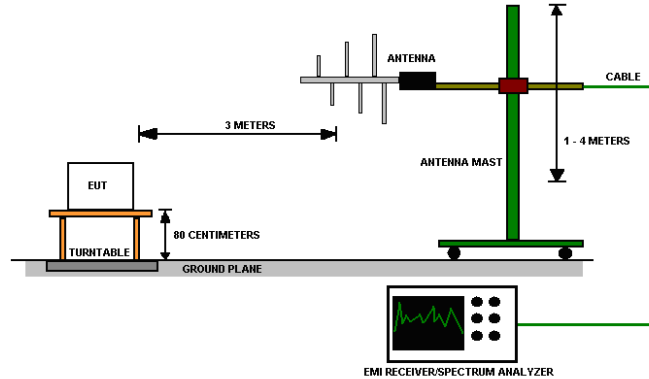 ANTENNA
CABLE
3 METERS
1 - 4 METERS
ANTENNA MAST
EUT
80 CENTIMETERS
TURNTABLE
GROUND PLANE
EMI RECEIVER/SPECTRUM ANALYZER